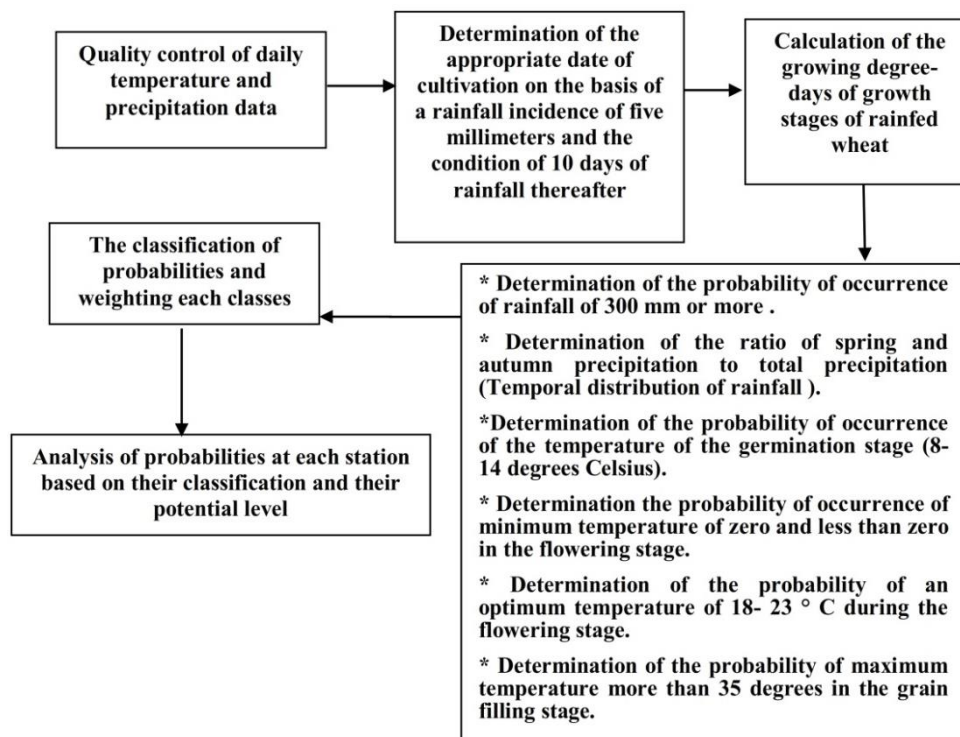 Quality control of daily
temperature and
precipitation data
Determination of the
appropriate date of
cultivation on the basis of
a rainfall incidence of five
millimeters and the
condition of 10 days of
rainfall thereafter
Calculation of the
growing degree-
days of growth
stages of rainfed
wheat
* Determination of the probability of occurrence
of rainfall of 300 mm or more .
* Determination of the ratio of spring and
autumn precipitation to total precipitation
(Temporal distribution of rainfall ).
*Determination of the probability of occurrence
of the temperature of the germination stage (8-
14 degrees Celsius).
* Determination the probability of occurrence of
minimum temperature of zero and less than zero
in the flowering stage.
* Determination of the probability of an
optimum temperature of 18- 23 ° C during the
flowering stage.
* Determination of the probability of maximum
temperature more than 35 degrees in the grain
filling stage.
The classification of
probabilities and
weighting each classes
Analysis of probabilities at each station
based on their classification and their
potential level